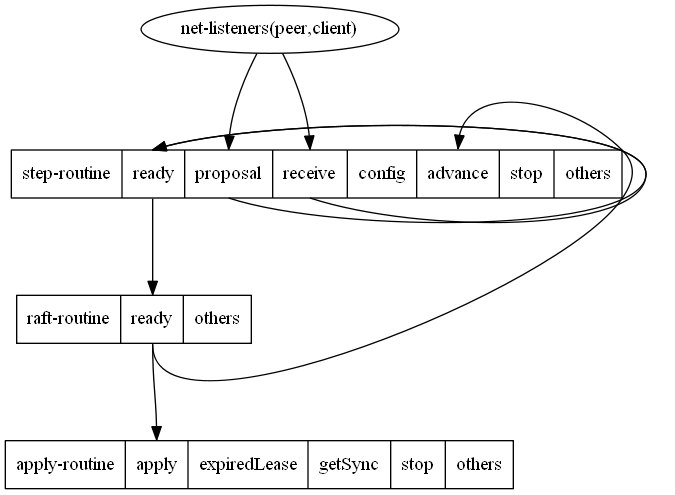 net-listeners(peer,client)
step-routine ready proposal receive config advance stop others
raft-routine ready others
apply-routine apply expiredLease getSync stop others